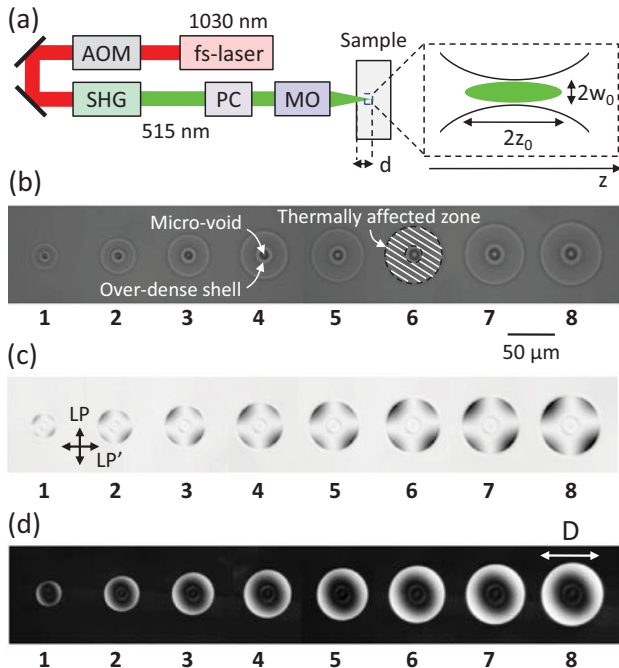 (a)
1030 nm
AOM
fs-laser
Sample
SHG
PC
MO
2w₀
515 nm
2z₀
d
z
(b)
Micro-void
Thermally affected zone
Over-dense shell
1 2 3 4 5 6 7 8
50 μm
(c)
LP
LP’
1 2 3 4 5 6 7 8
(d)
D
1 2 3 4 5 6 7 8